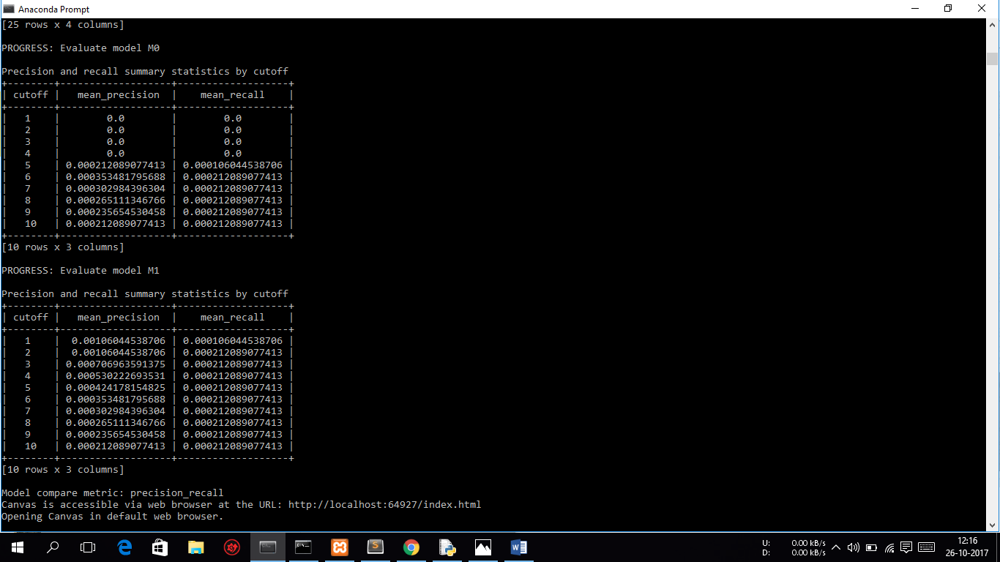 Anaconda Prompt
[25 rows x 4 columns]
PROGRESS: Evaluate model M0
Precision and recall summary statistics by cutoff
+--------+-------------------+-------------------+
| cutoff |   mean_precision  |    mean_recall    |
+--------+-------------------+-------------------+
|   1    |        0.0        |        0.0        |
|   2    |        0.0        |        0.0        |
|   3    |        0.0        |        0.0        |
|   4    |        0.0        |        0.0        |
|   5    | 0.000212089077413 | 0.000106044538706 |
|   6    | 0.000353481795688 | 0.000212089077413 |
|   7    | 0.000302984396304 | 0.000212089077413 |
|   8    | 0.000265111346766 | 0.000212089077413 |
|   9    | 0.000235654530458 | 0.000212089077413 |
|   10   | 0.000212089077413 | 0.000212089077413 |
+--------+-------------------+-------------------+
[10 rows x 3 columns]
PROGRESS: Evaluate model M1
Precision and recall summary statistics by cutoff
+--------+-------------------+-------------------+
| cutoff |   mean_precision  |    mean_recall    |
+--------+-------------------+-------------------+
|   1    |  0.00106044538706 | 0.000106044538706 |
|   2    |  0.00106044538706 | 0.000212089077413 |
|   3    | 0.000706963591375 | 0.000212089077413 |
|   4    | 0.000530222693531 | 0.000212089077413 |
|   5    | 0.000424178154825 | 0.000212089077413 |
|   6    | 0.000353481795688 | 0.000212089077413 |
|   7    | 0.000302984396304 | 0.000212089077413 |
|   8    | 0.000265111346766 | 0.000212089077413 |
|   9    | 0.000235654530458 | 0.000212089077413 |
|   10   | 0.000212089077413 | 0.000212089077413 |
+--------+-------------------+-------------------+
[10 rows x 3 columns]
Model compare metric: precision_recall
Canvas is accessible via web browser at the URL: http://localhost:64927/index.html
Opening Canvas in default web browser.
U: 0.00 kB/s
D: 0.00 kB/s
12:16
26-10-2017